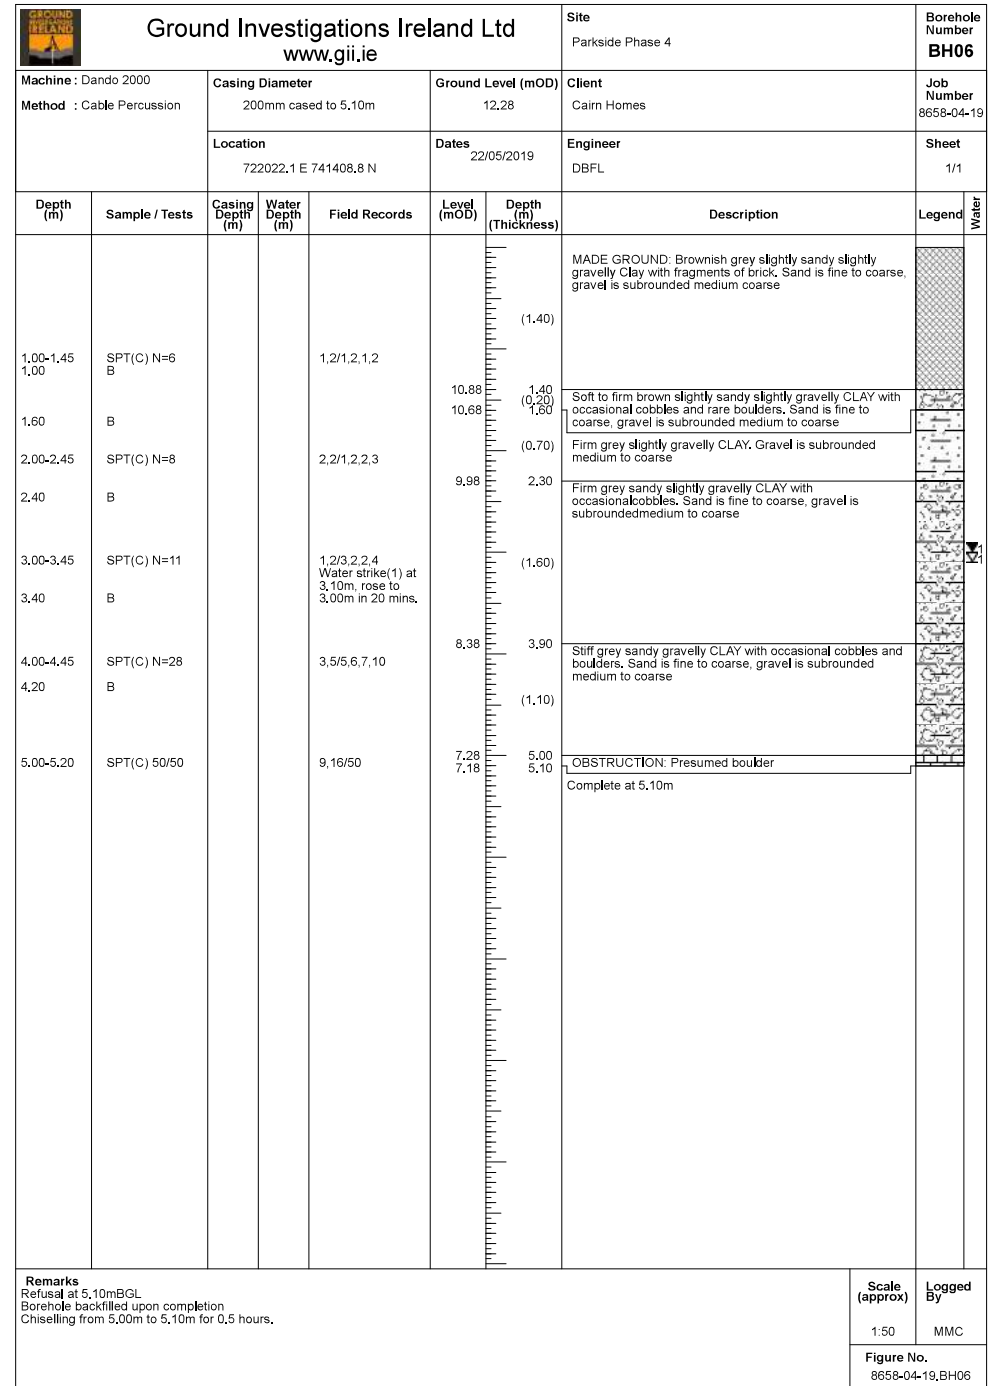 GROUND
INVESTIGATIONS
IRELAND
Ground Investigations Ireland Ltd
www.gii.ie
Site
Parkside Phase 4
Borehole
Number
BH06
Machine : Dando 2000
Method : Cable Percussion
Casing Diameter
200mm cased to 5.10m
Ground Level (mOD)
12.28
Client
Cairn Homes
Job
Number
8658-04-19
Location
722022.1 E 741408.8 N
Dates
22/05/2019
Engineer
DBFL
Sheet
1/1
Depth
(m)
Sample / Tests
Casing
Depth
(m)
Water
Depth
(m)
Field Records
Level
(mOD)
Depth
(m)
(Thickness)
Description
Legend
Water
MADE GROUND: Brownish grey slightly sandy slightly
gravelly Clay with fragments of brick. Sand is fine to coarse,
gravel is subrounded medium coarse
(1.40)
1.00-1.45 SPT(C) N=6 1,2/1,2,1,2
1.00 B
10.88 1.40
(0.20)
10.68 1.60
Soft to firm brown slightly sandy slightly gravelly CLAY with
occasional cobbles and rare boulders. Sand is fine to
coarse, gravel is subrounded medium to coarse
1.60 B
(0.70)
Firm grey slightly gravelly CLAY. Gravel is subrounded
medium to coarse
2.00-2.45 SPT(C) N=8 2,2/1,2,2,3
9.98 2.30
Firm grey sandy slightly gravelly CLAY with
occasionalcobbles. Sand is fine to coarse, gravel is
subroundedmedium to coarse
2.40 B
3.00-3.45 SPT(C) N=11 1,2/3,2,2,4
Water strike(1) at
3.10m, rose to
3.00m in 20 mins.
(1.60)
1
1
3.40 B
8.38 3.90
Stiff grey sandy gravelly CLAY with occasional cobbles and
boulders. Sand is fine to coarse, gravel is subrounded
medium to coarse
4.00-4.45 SPT(C) N=28 3,5/5,6,7,10
4.20 B
(1.10)
5.00-5.20 SPT(C) 50/50 9,16/50
7.28 5.00
7.18 5.10
OBSTRUCTION: Presumed boulder
Complete at 5.10m
Remarks
Refusal at 5.10mBGL
Borehole backfilled upon completion
Chiselling from 5.00m to 5.10m for 0.5 hours.
Scale
(approx)
1:50
Logged
By
MMC
Figure No.
8658-04-19.BH06